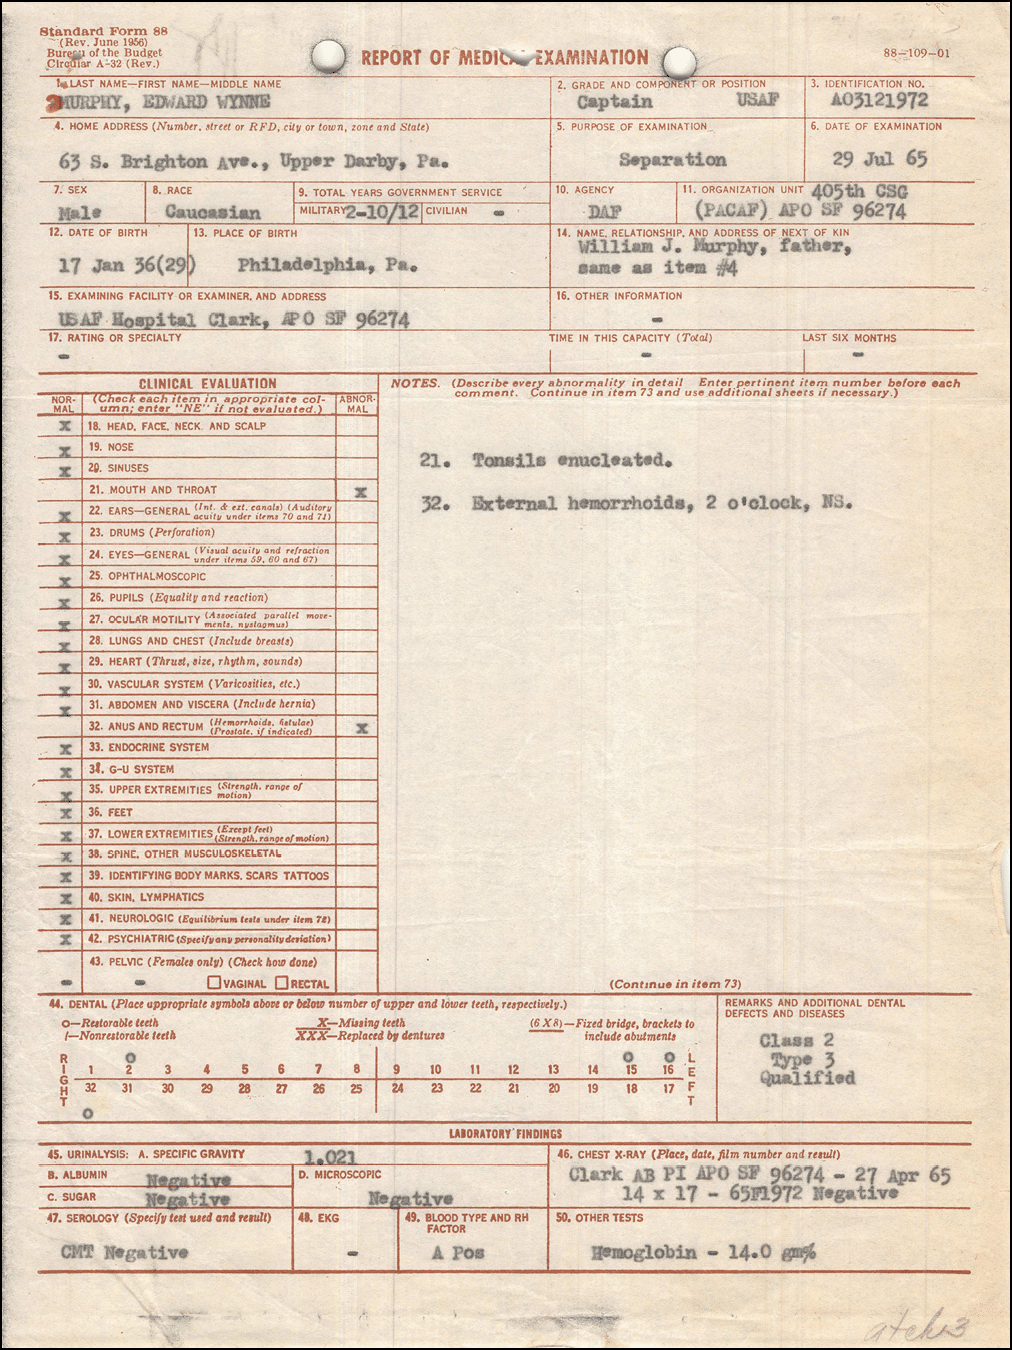 Standard Form 88
(Rev. June 1956)
Bureau of the Budget
Circular A-32 (Rev.)
REPORT OF MEDICAL EXAMINATION
88-109-01
1. LAST NAME—FIRST NAME—MIDDLE NAME
MURPHY, EDWARD WYNNE
2. GRADE AND COMPONENT OR POSITION
Captain USAF
3. IDENTIFICATION NO.
AO3121972
4. HOME ADDRESS (Number, street or RFD, city or town, zone and State)
63 S. Brighton Ave., Upper Darby, Pa.
5. PURPOSE OF EXAMINATION
Separation
6. DATE OF EXAMINATION
29 Jul 65
7. SEX
Male
8. RACE
Caucasian
9. TOTAL YEARS GOVERNMENT SERVICE
MILITARY 2-10/12 CIVILIAN -
10. AGENCY
DAF
11. ORGANIZATION UNIT 405th CSG
(PACAF) APO SF 96274
12. DATE OF BIRTH
17 Jan 36(29)
13. PLACE OF BIRTH
Philadelphia, Pa.
14. NAME, RELATIONSHIP, AND ADDRESS OF NEXT OF KIN
William J. Murphy, father,
same as item #4
15. EXAMINING FACILITY OR EXAMINER, AND ADDRESS
USAF Hospital Clark, APO SF 96274
16. OTHER INFORMATION
-
17. RATING OR SPECIALTY
-
TIME IN THIS CAPACITY (Total)
-
LAST SIX MONTHS
-
CLINICAL EVALUATION
NOR-
MAL
(Check each item in appropriate col-
umn; enter "NE" if not evaluated.)
ABNOR-
MAL
X 18. HEAD, FACE, NECK, AND SCALP
X 19. NOSE
X 20. SINUSES
21. MOUTH AND THROAT X
X 22. EARS—GENERAL (Int. & ext. canals) (Auditory
acuity under items 70 and 71)
X 23. DRUMS (Perforation)
X 24. EYES—GENERAL (Visual acuity and refraction
under items 59, 60 and 67)
X 25. OPHTHALMOSCOPIC
X 26. PUPILS (Equality and reaction)
X 27. OCULAR MOTILITY (Associated parallel move-
ments, nystagmus)
X 28. LUNGS AND CHEST (Include breasts)
X 29. HEART (Thrust, size, rhythm, sounds)
X 30. VASCULAR SYSTEM (Varicosities, etc.)
X 31. ABDOMEN AND VISCERA (Include hernia)
32. ANUS AND RECTUM (Hemorrhoids, fistulae)
(Prostate, if indicated) X
X 33. ENDOCRINE SYSTEM
X 34. G-U SYSTEM
X 35. UPPER EXTREMITIES (Strength, range of
motion)
X 36. FEET
X 37. LOWER EXTREMITIES (Except feet)
(Strength, range of motion)
X 38. SPINE, OTHER MUSCULOSKELETAL
X 39. IDENTIFYING BODY MARKS, SCARS TATTOOS
X 40. SKIN, LYMPHATICS
X 41. NEUROLOGIC (Equilibrium tests under item 72)
X 42. PSYCHIATRIC (Specify any personality deviation)
43. PELVIC (Females only) (Check how done)
- - VAGINAL RECTAL
NOTES. (Describe every abnormality in detail Enter pertinent item number before each
comment. Continue in item 73 and use additional sheets if necessary.)
21. Tonsils enucleated.
32. External hemorrhoids, 2 o'clock, NS.
(Continue in item 73)
44. DENTAL (Place appropriate symbols above or below number of upper and lower teeth, respectively.)
O—Restorable teeth
/—Nonrestorable teeth
X—Missing teeth
XXX—Replaced by dentures
(6 X 8)—Fixed bridge, brackets to
include abutments
REMARKS AND ADDITIONAL DENTAL
DEFECTS AND DISEASES
Class 2
Type 3
Qualified
RIGHT
O O O
1 2 3 4 5 6 7 8 9 10 11 12 13 14 15 16
32 31 30 29 28 27 26 25 24 23 22 21 20 19 18 17
O
LEFT
LABORATORY FINDINGS
45. URINALYSIS: A. SPECIFIC GRAVITY 1.021
B. ALBUMIN Negative
C. SUGAR Negative
D. MICROSCOPIC
Negative
46. CHEST X-RAY (Place, date, film number and result)
Clark AB PI APO SF 96274 - 27 Apr 65
14 x 17 - 65F1972 Negative
47. SEROLOGY (Specify test used and result)
CMT Negative
48. EKG
-
49. BLOOD TYPE AND RH
FACTOR
A Pos
50. OTHER TESTS
Hemoglobin - 14.0 gm%
atch 3